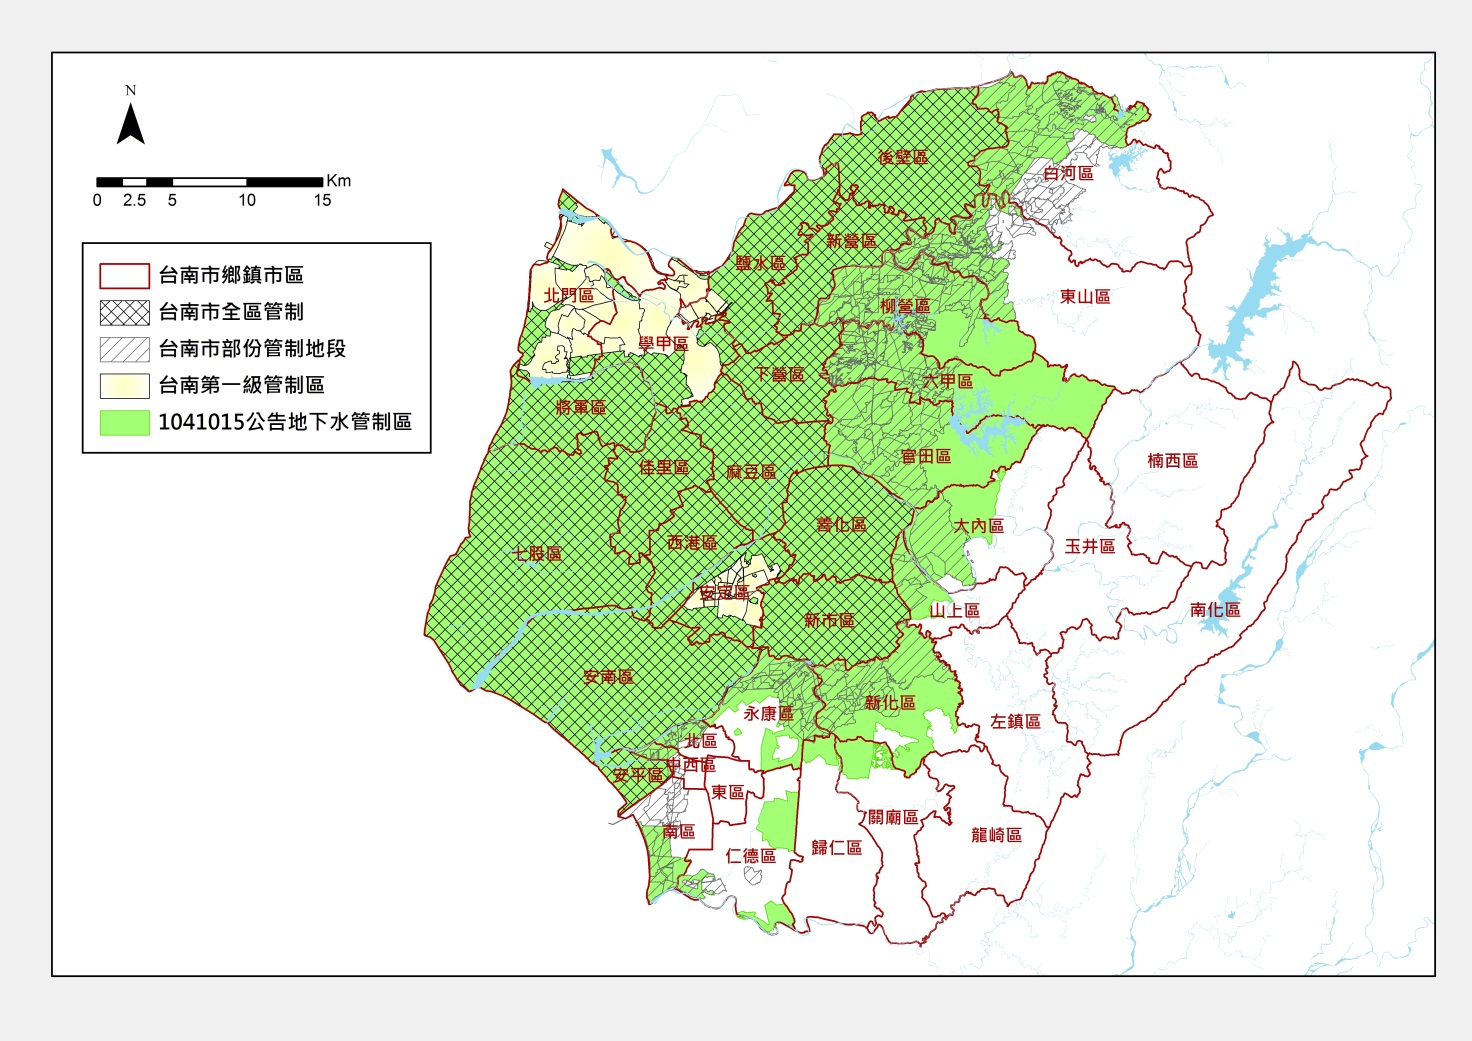 N
Km
0 2.5 5 10 15
台南市鄉鎮市區
台南市全區管制
台南市部份管制地段
台南第一級管制區
1041015公告地下水管制區
後壁區
白河區
新營區
鹽水區
東山區
北門區
柳營區
學甲區
下營區
六甲區
將軍區
官田區
楠西區
佳里區
麻豆區
善化區
大內區
西港區
玉井區
七股區
安定區
山上區
南化區
新市區
安南區
新化區
永康區
左鎮區
北區
中西區
安平區
東區
關廟區
南區
龍崎區
歸仁區
仁德區